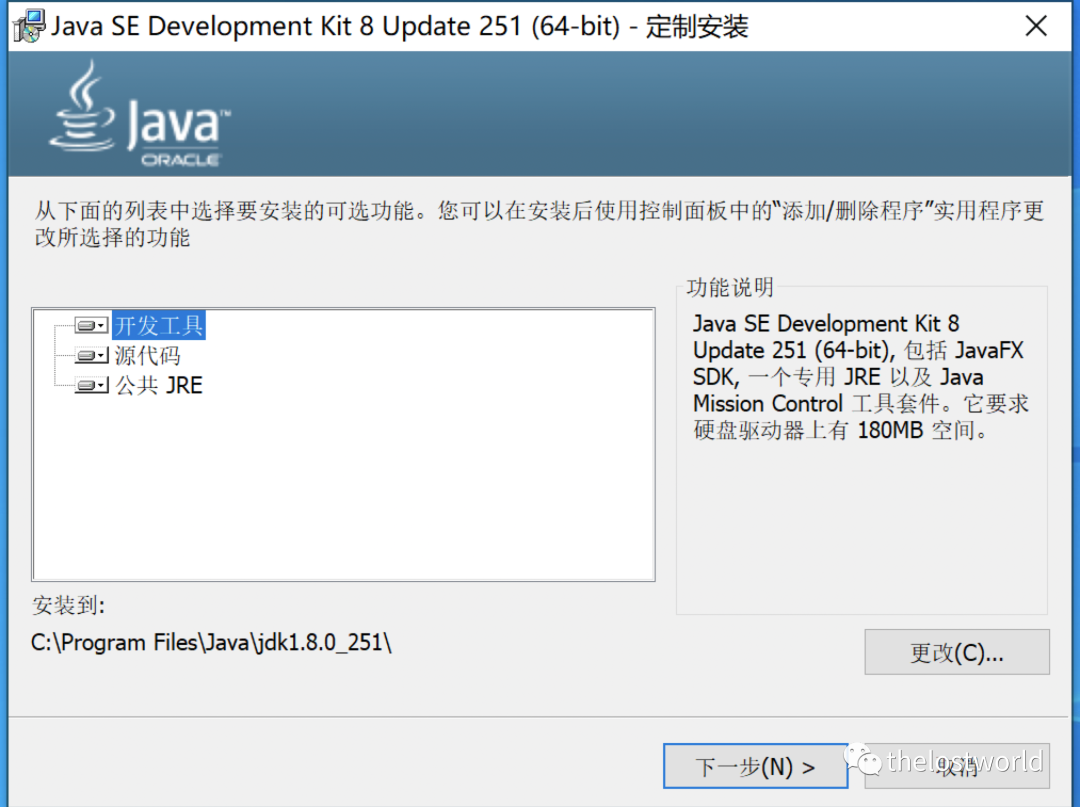 Java SE Development Kit 8 Update 251 (64-bit) - 定制安装
Java™
ORACLE
从下面的列表中选择要安装的可选功能。您可以在安装后使用控制面板中的“添加/删除程序”实用程序更
改所选择的功能
开发工具
源代码
公共 JRE
功能说明
Java SE Development Kit 8
Update 251 (64-bit), 包括 JavaFX
SDK, 一个专用 JRE 以及 Java
Mission Control 工具套件。它要求
硬盘驱动器上有 180MB 空间。
安装到:
C:\Program Files\Java\jdk1.8.0_251\
更改(C)...
下一步(N) >
取消
thelostworld